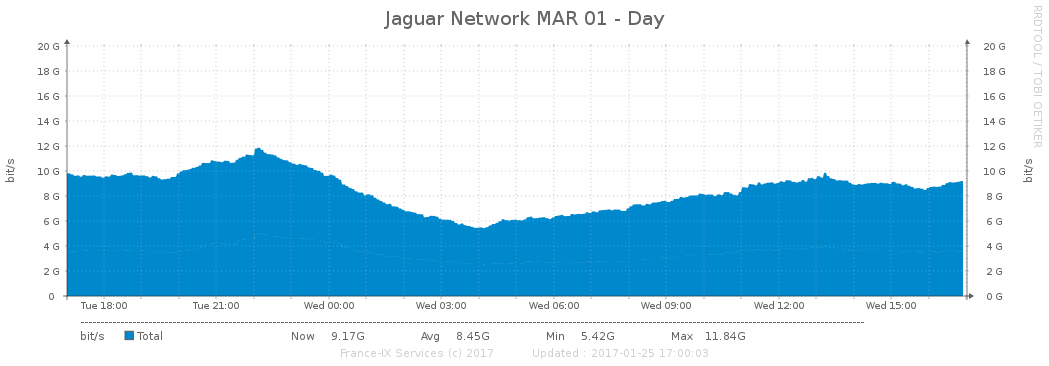 Jaguar Network MAR 01 - Day
RRDTOOL / TOBI OETIKER
20 G 20 G
18 G 18 G
16 G 16 G
14 G 14 G
12 G 12 G
10 G 10 G
8 G 8 G
6 G 6 G
4 G 4 G
2 G 2 G
0 0 G
bit/s
bit/s
Tue 18:00 Tue 21:00 Wed 00:00 Wed 03:00 Wed 06:00 Wed 09:00 Wed 12:00 Wed 15:00
bit/s Total Now 9.17G Avg 8.45G Min 5.42G Max 11.84G
France-IX Services (c) 2017 Updated : 2017-01-25 17:00:03